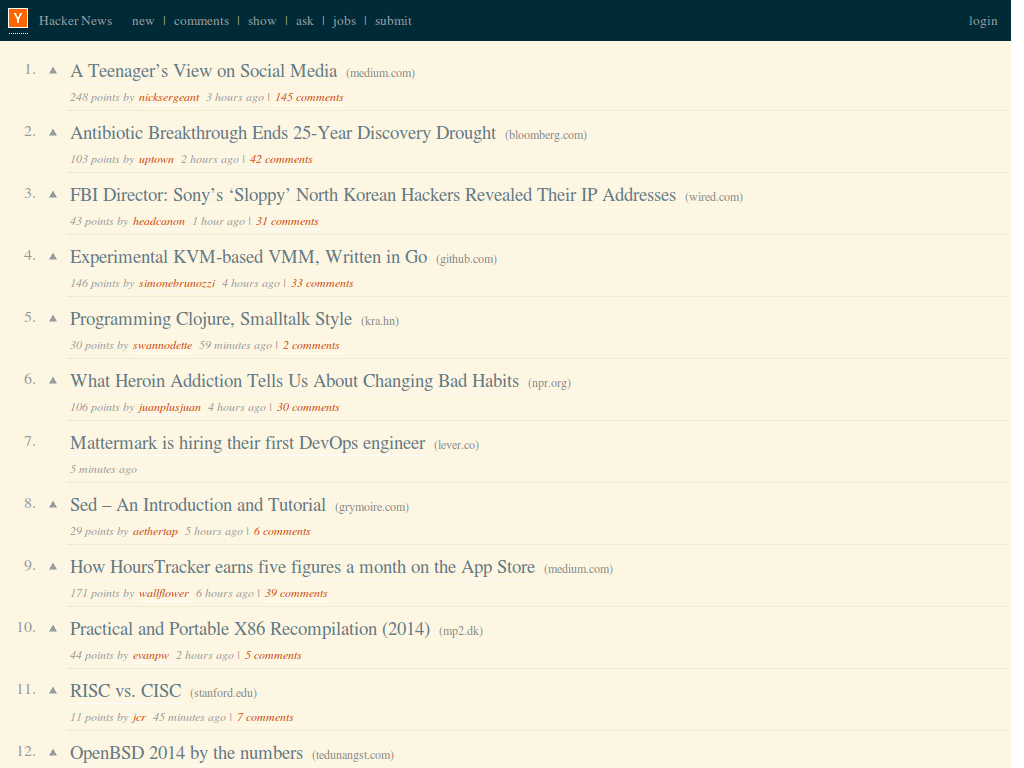 Y Hacker News new | comments | show | ask | jobs | submit login
1. ▲ A Teenager’s View on Social Media (medium.com)
248 points by nicksergeant 3 hours ago | 145 comments
2. ▲ Antibiotic Breakthrough Ends 25-Year Discovery Drought (bloomberg.com)
103 points by uptown 2 hours ago | 42 comments
3. ▲ FBI Director: Sony’s ‘Sloppy’ North Korean Hackers Revealed Their IP Addresses (wired.com)
43 points by headcanon 1 hour ago | 31 comments
4. ▲ Experimental KVM-based VMM, Written in Go (github.com)
146 points by simonebrunozzi 4 hours ago | 33 comments
5. ▲ Programming Clojure, Smalltalk Style (kra.hn)
30 points by swannodette 59 minutes ago | 2 comments
6. ▲ What Heroin Addiction Tells Us About Changing Bad Habits (npr.org)
106 points by juanplusjuan 4 hours ago | 30 comments
7. Mattermark is hiring their first DevOps engineer (lever.co)
5 minutes ago
8. ▲ Sed – An Introduction and Tutorial (grymoire.com)
29 points by aethertap 5 hours ago | 6 comments
9. ▲ How HoursTracker earns five figures a month on the App Store (medium.com)
171 points by wallflower 6 hours ago | 39 comments
10. ▲ Practical and Portable X86 Recompilation (2014) (mp2.dk)
44 points by evanpw 2 hours ago | 5 comments
11. ▲ RISC vs. CISC (stanford.edu)
11 points by jcr 45 minutes ago | 7 comments
12. ▲ OpenBSD 2014 by the numbers (tedunangst.com)